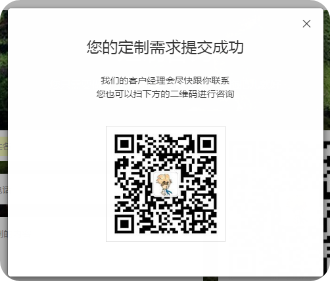 您的定制需求提交成功
我们的客户经理会尽快跟你联系
您也可以扫下方的二维码进行咨询